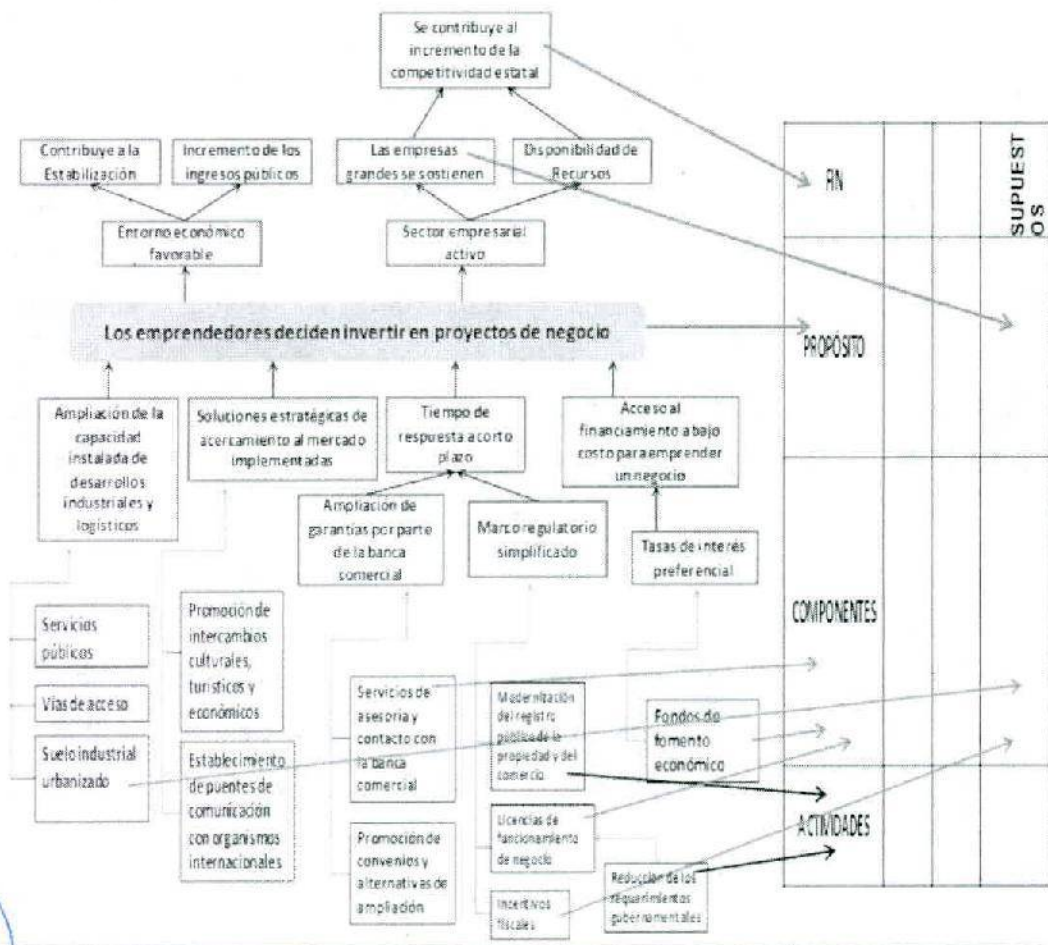 Se contribuye al
incremento de la
competitividad estatal
Contribuye a la
Estabilización
Incremento de los
ingresos públicos
Las empresas
grandes se sostienen
Disponibilidad de
Recursos
Entorno económico
favorable
Sector empresarial
activo
Los emprendedores deciden invertir en proyectos de negocio
Ampliación de la
capacidad
instalada de
desarrollos
industriales y
logísticos
Soluciones estratégicas de
acercamiento al mercado
implementadas
Tiempo de
respuesta a corto
plazo
Acceso al
financiamiento a bajo
costo para emprender
un negocio
Ampliación de
garantías por parte
de la banca
comercial
Marco regulatorio
simplificado
Tasas de interés
preferencial
Servicios
públicos
Vías de acceso
Suelo industrial
urbanizado
Promoción de
intercambios
culturales,
turísticos y
económicos
Establecimiento
de puentes de
comunicación
con organismos
internacionales
Servicios de
asesoría y
contacto con
la banca
comercial
Promoción de
convenios y
alternativas de
ampliación
Modernización
del registro
público de la
propiedad y del
comercio
Licencias de
funcionamiento
de negocio
Incentivos
fiscales
Fondos de
fomento
económico
Reducción de los
requerimientos
gubernamentales
FIN
SUPUEST
OS
PROPÓSITO
COMPONENTES
ACTIVIDADES